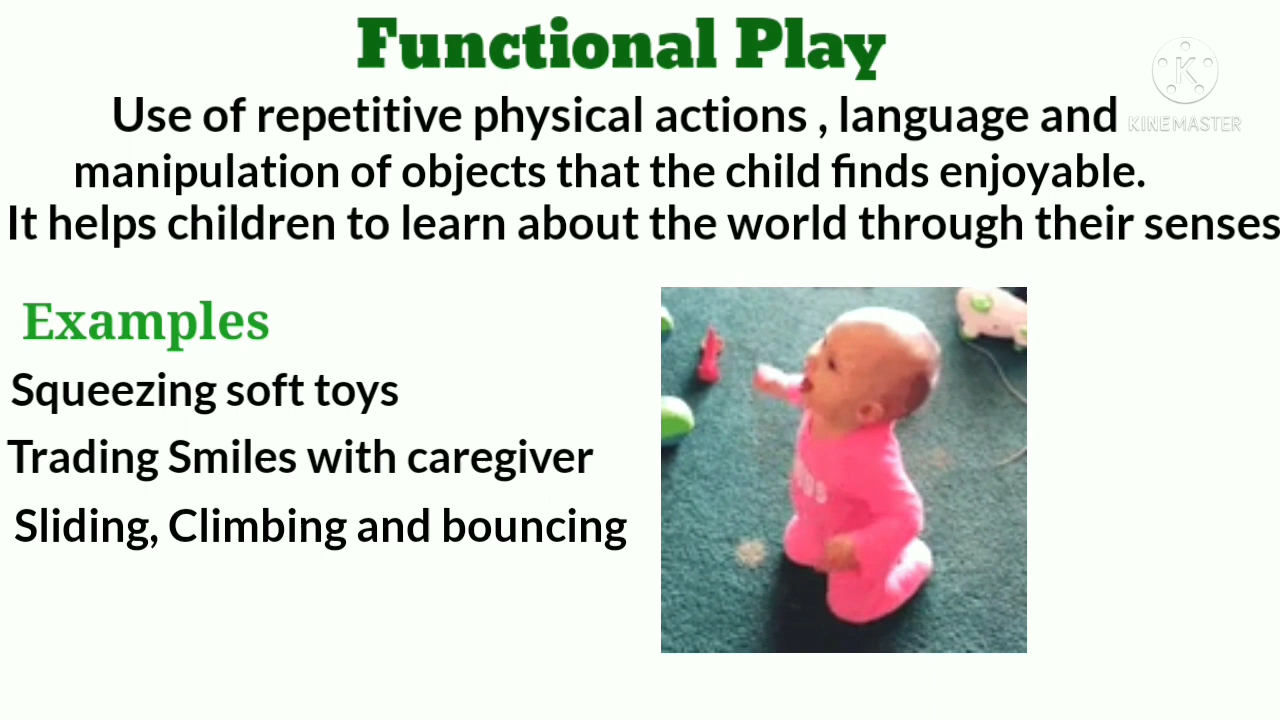 Functional Play
Use of repetitive physical actions , language and
manipulation of objects that the child finds enjoyable.
It helps children to learn about the world through their senses
Examples
Squeezing soft toys
Trading Smiles with caregiver
Sliding, Climbing and bouncing
K
KINEMASTER